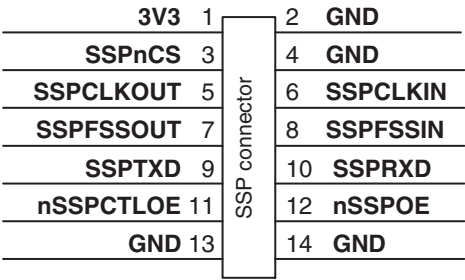 3V3 1 2 GND
SSPnCS 3 4 GND
SSPCLKOUT 5 6 SSPCLKIN
SSPFSSOUT 7 8 SSPFSSIN
SSPTXD 9 10 SSPRXD
nSSPCTLOE 11 12 nSSPOE
GND 13 14 GND
SSP connector